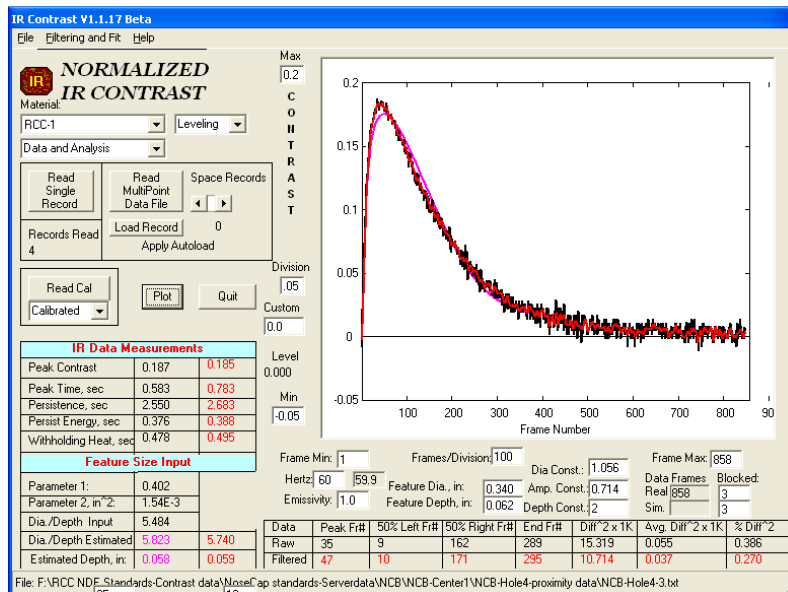 IR Contrast V1.1.17 Beta
File Filtering and Fit Help
IR
NORMALIZED
IR CONTRAST
Material:
RCC-1
Leveling
Data and Analysis
Read Single Record
Read MultiPoint Data File
Space Records
0
Records Read
4
Load Record
Apply Autoload
Read Cal
Calibrated
Plot
Quit
Max
0.2
CONTRAST
Division
.05
Custom
0.0
Level
0.000
Min
-0.05
0.2
0.15
0.1
0.05
0
-0.05
100 200 300 400 500 600 700 800 90
Frame Number
IR Data Measurements
Peak Contrast 0.187 0.185
Peak Time, sec 0.583 0.783
Persistence, sec 2.550 2.683
Persist Energy, sec 0.376 0.388
Withholding Heat, sec 0.478 0.495
Feature Size Input
Parameter 1: 0.402
Parameter 2, in^2: 1.54E-3
Dia./Depth Input 5.484
Dia./Depth Estimated 5.823 5.740
Estimated Depth, in: 0.058 0.059
Frame Min: 1
Frames/Division: 100
Frame Max: 858
Hertz: 60 59.9
Emissivity: 1.0
Feature Dia., in: 0.340
Feature Depth, in: 0.062
Dia Const.: 1.056
Amp. Const.: 0.714
Depth Const.: 2
Data Frames Blocked:
Real 858 3
Sim. 3
Data Peak Fr# 50% Left Fr# 50% Right Fr# End Fr# Diff^2 x 1K Avg. Diff^2 x 1K % Diff^2
Raw 35 9 162 289 15.319 0.055 0.386
Filtered 47 10 171 295 10.714 0.037 0.270
File: F:\RCC NDE Standards-Contrast data\NoseCap standards-Serverdata\NCB\NCB-Center1\NCB-Hole4-proximity data\NCB-Hole4-3.txt